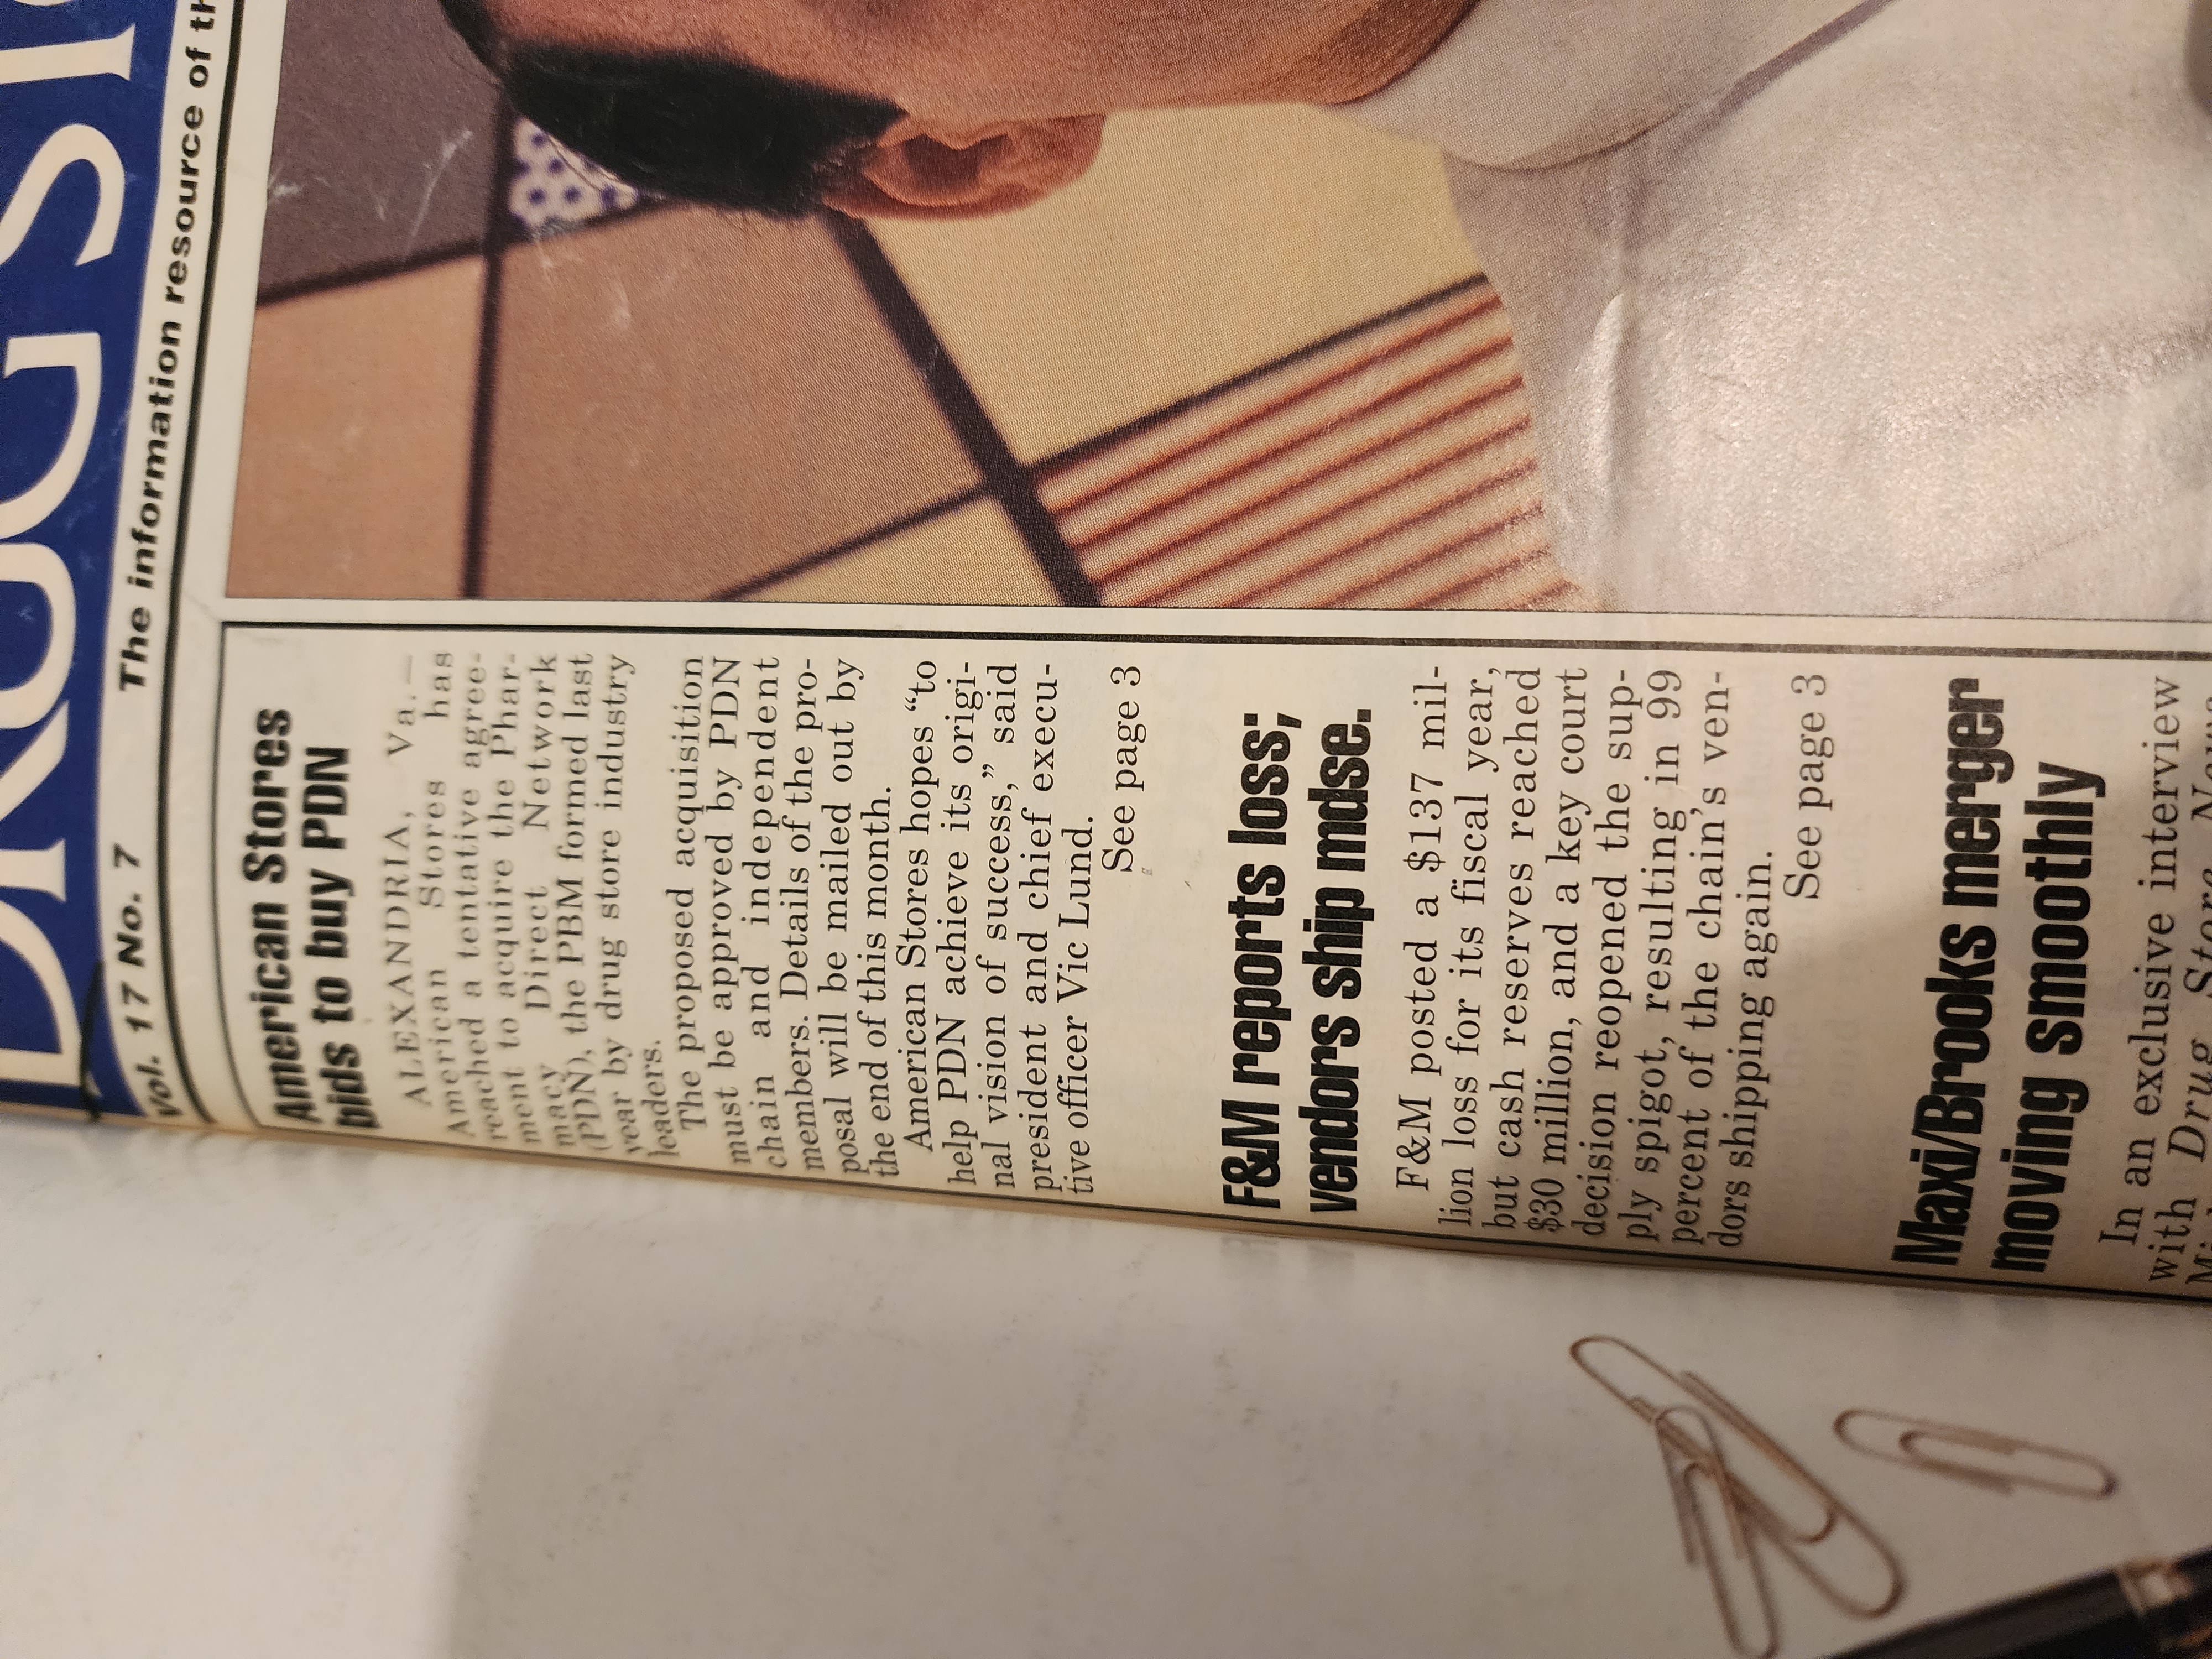 DRUG ST
Vol. 17 No. 7 The information resource of th
American Stores
bids to buy PDN
ALEXANDRIA, Va.—
American Stores has
reached a tentative agree-
ment to acquire the Phar-
macy Direct Network
(PDN), the PBM formed last
year by drug store industry
leaders.
The proposed acquisition
must be approved by PDN
chain and independent
members. Details of the pro-
posal will be mailed out by
the end of this month.
American Stores hopes “to
help PDN achieve its origi-
nal vision of success,” said
president and chief execu-
tive officer Vic Lund.
See page 3
F&M reports loss;
vendors ship mdse.
F&M posted a $137 mil-
lion loss for its fiscal year,
but cash reserves reached
$30 million, and a key court
decision reopened the sup-
ply spigot, resulting in 99
percent of the chain's ven-
dors shipping again.
See page 3
Maxi/Brooks merger
moving smoothly
In an exclusive interview
with Drug Store News